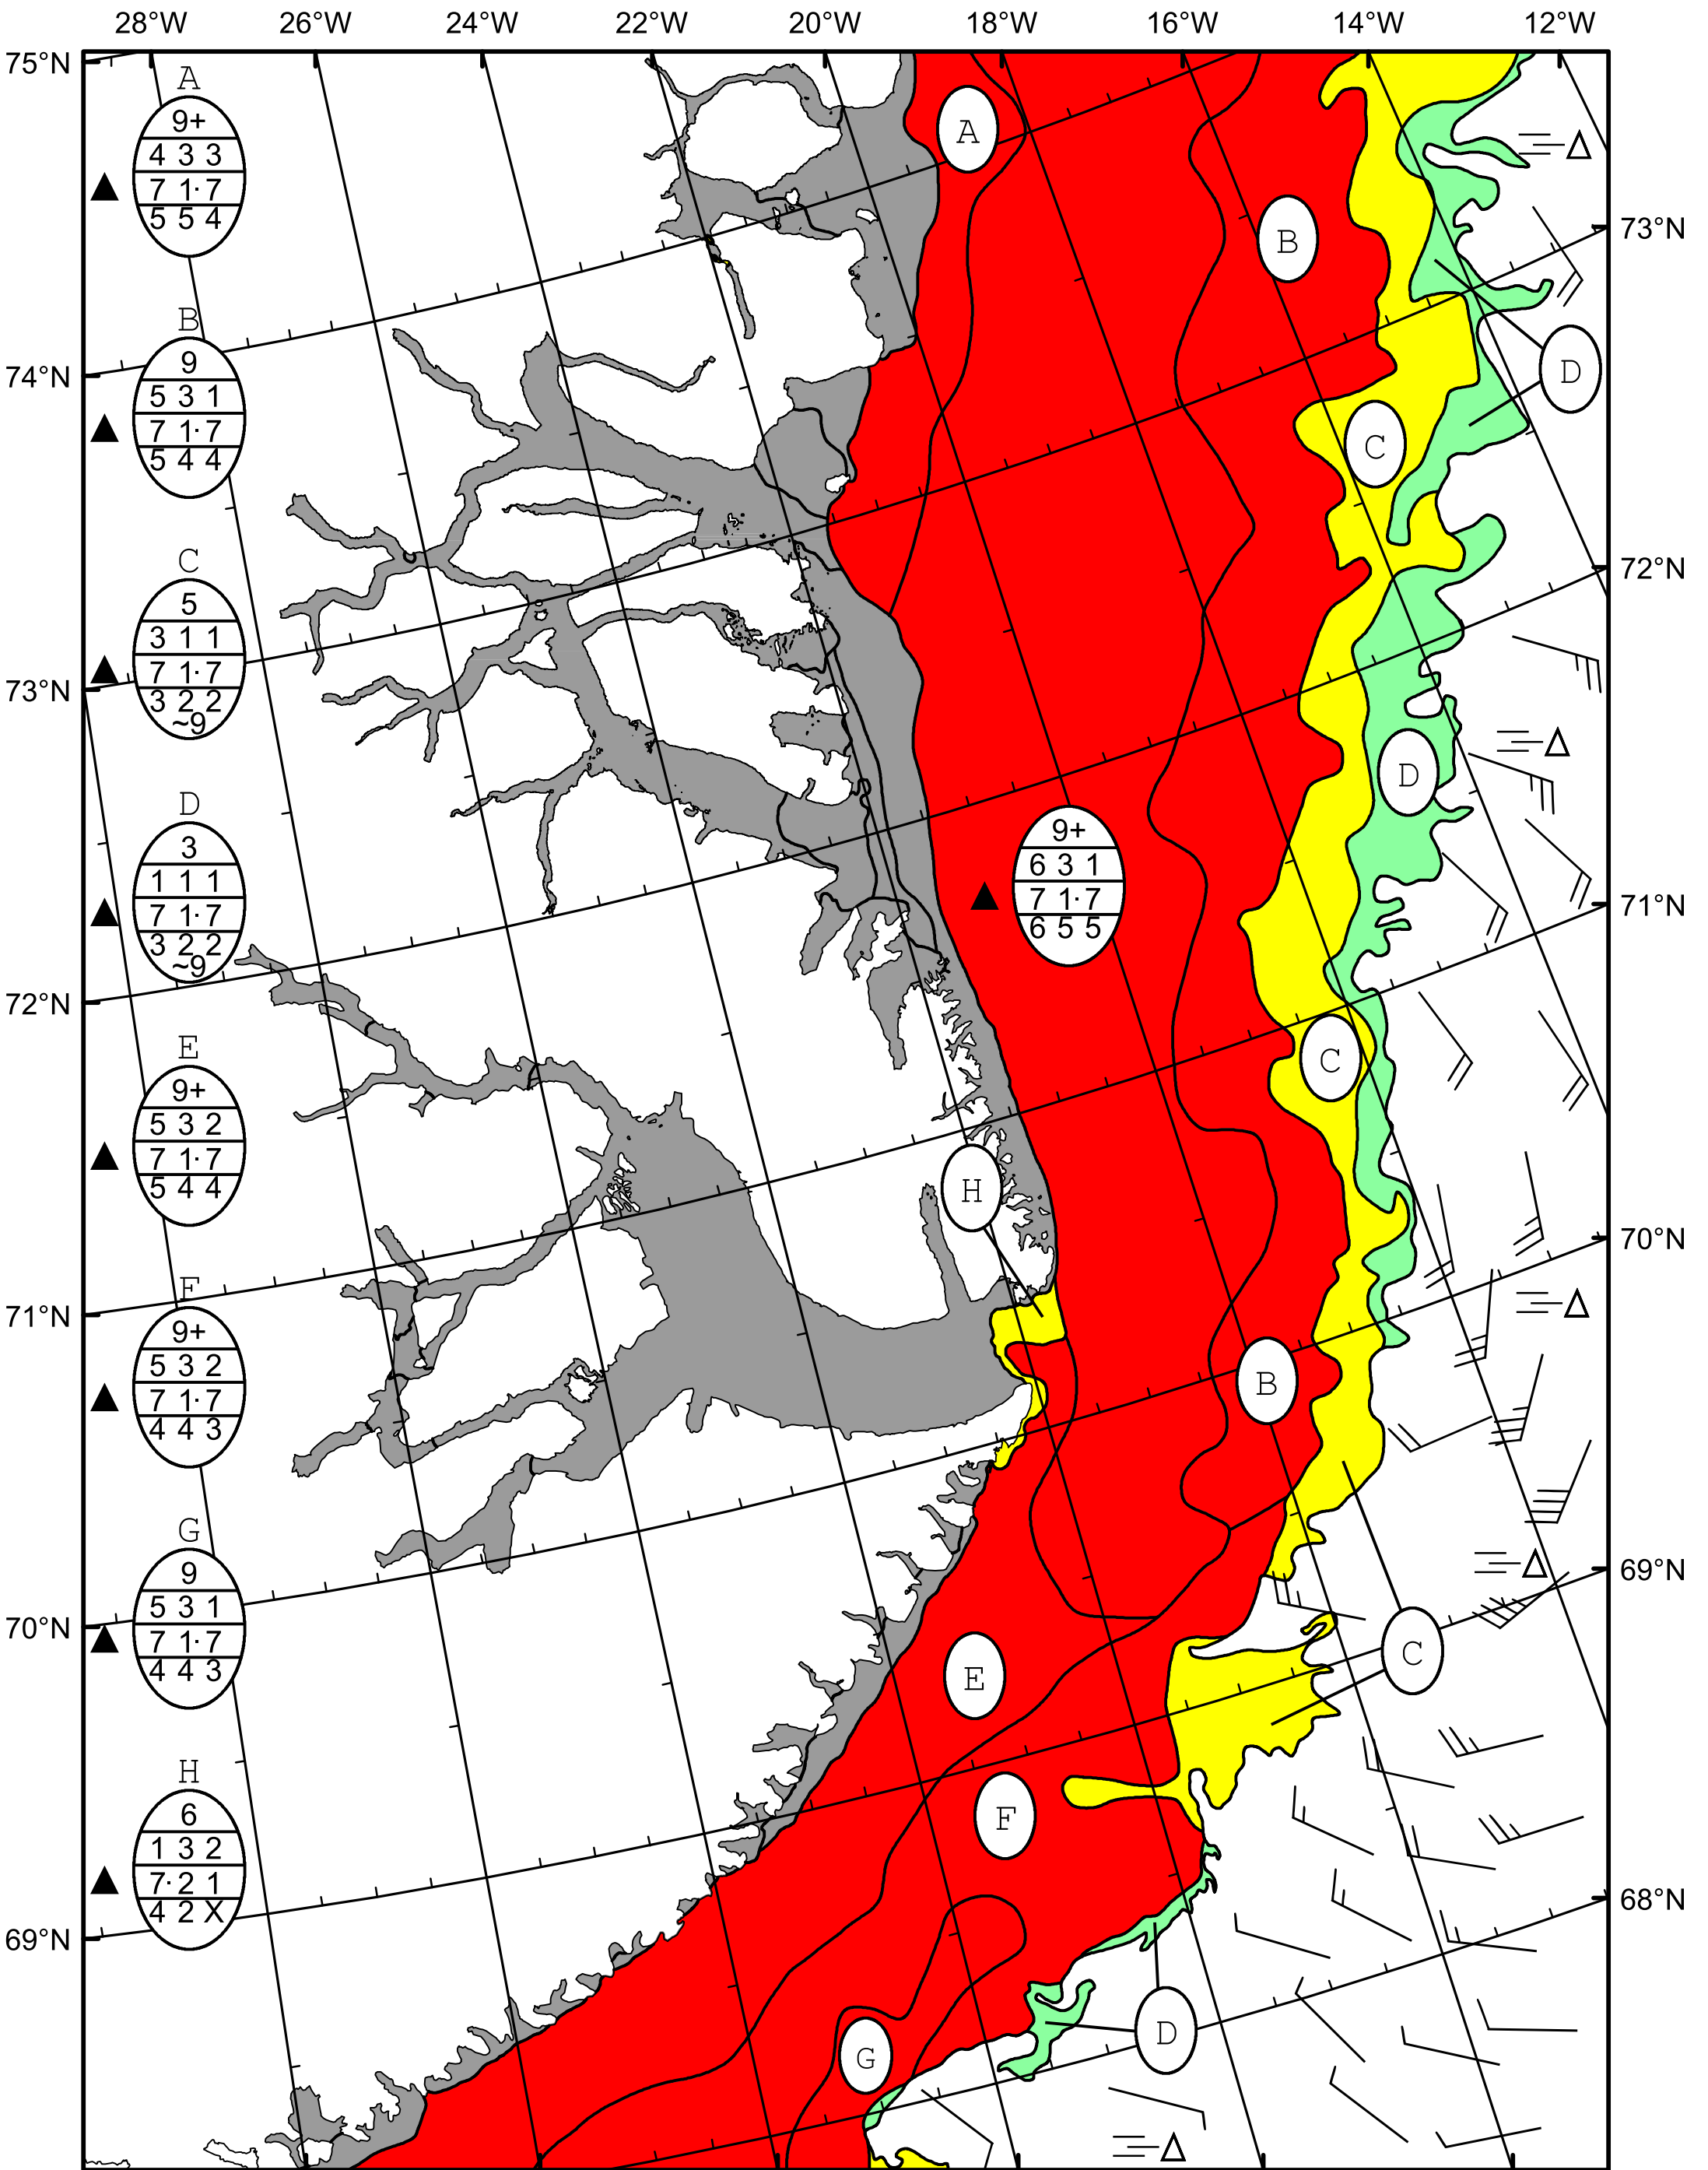 28°W 26°W 24°W 22°W 20°W 18°W 16°W 14°W 12°W
75°N
A
9+
4 3 3
7 1· 7
5 5 4
A
B
73°N
B
9
5 3 1
7 1· 7
5 4 4
74°N
D
C
C
5
3 1 1
7 1· 7
3 2 2
~9
72°N
73°N
D
D
3
1 1 1
7 1· 7
3 2 2
~9
9+
6 3 1
7 1· 7
6 5 5
71°N
72°N
C
E
9+
5 3 2
7 1· 7
5 4 4
H
70°N
71°N
F
9+
5 3 2
7 1· 7
4 4 3
B
G
9
5 3 1
7 1· 7
4 4 3
69°N
70°N
C
E
F
H
6
1 3 2
7· 2 1
4 2 X
68°N
69°N
D
G